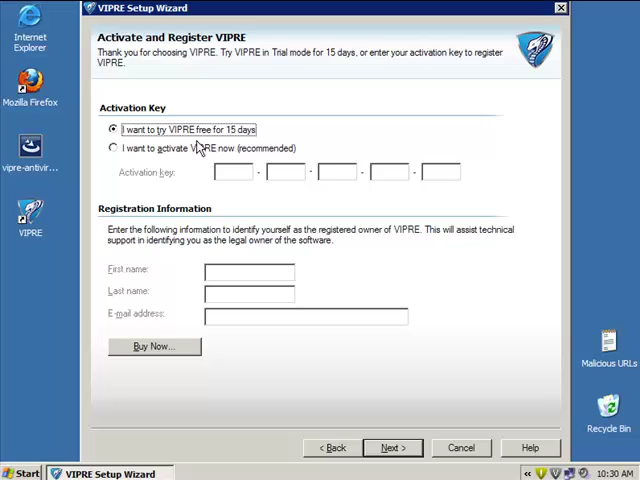 VIPRE Setup Wizard
Internet
Explorer
Mozilla Firefox
vipre-antivir...
VIPRE
Activate and Register VIPRE
Thank you for choosing VIPRE. Try VIPRE in Trial mode for 15 days, or enter your activation key to register
VIPRE.
Activation Key
I want to try VIPRE free for 15 days
I want to activate VIPRE now (recommended)
Activation key:
- - - -
Registration Information
Enter the following information to identify yourself as the registered owner of VIPRE. This will assist technical
support in identifying you as the legal owner of the software.
First name:
Last name:
E-mail address:
Buy Now...
< Back
Next >
Cancel
Help
Malicious URLs
Recycle Bin
Start
VIPRE Setup Wizard
«
10:30 AM